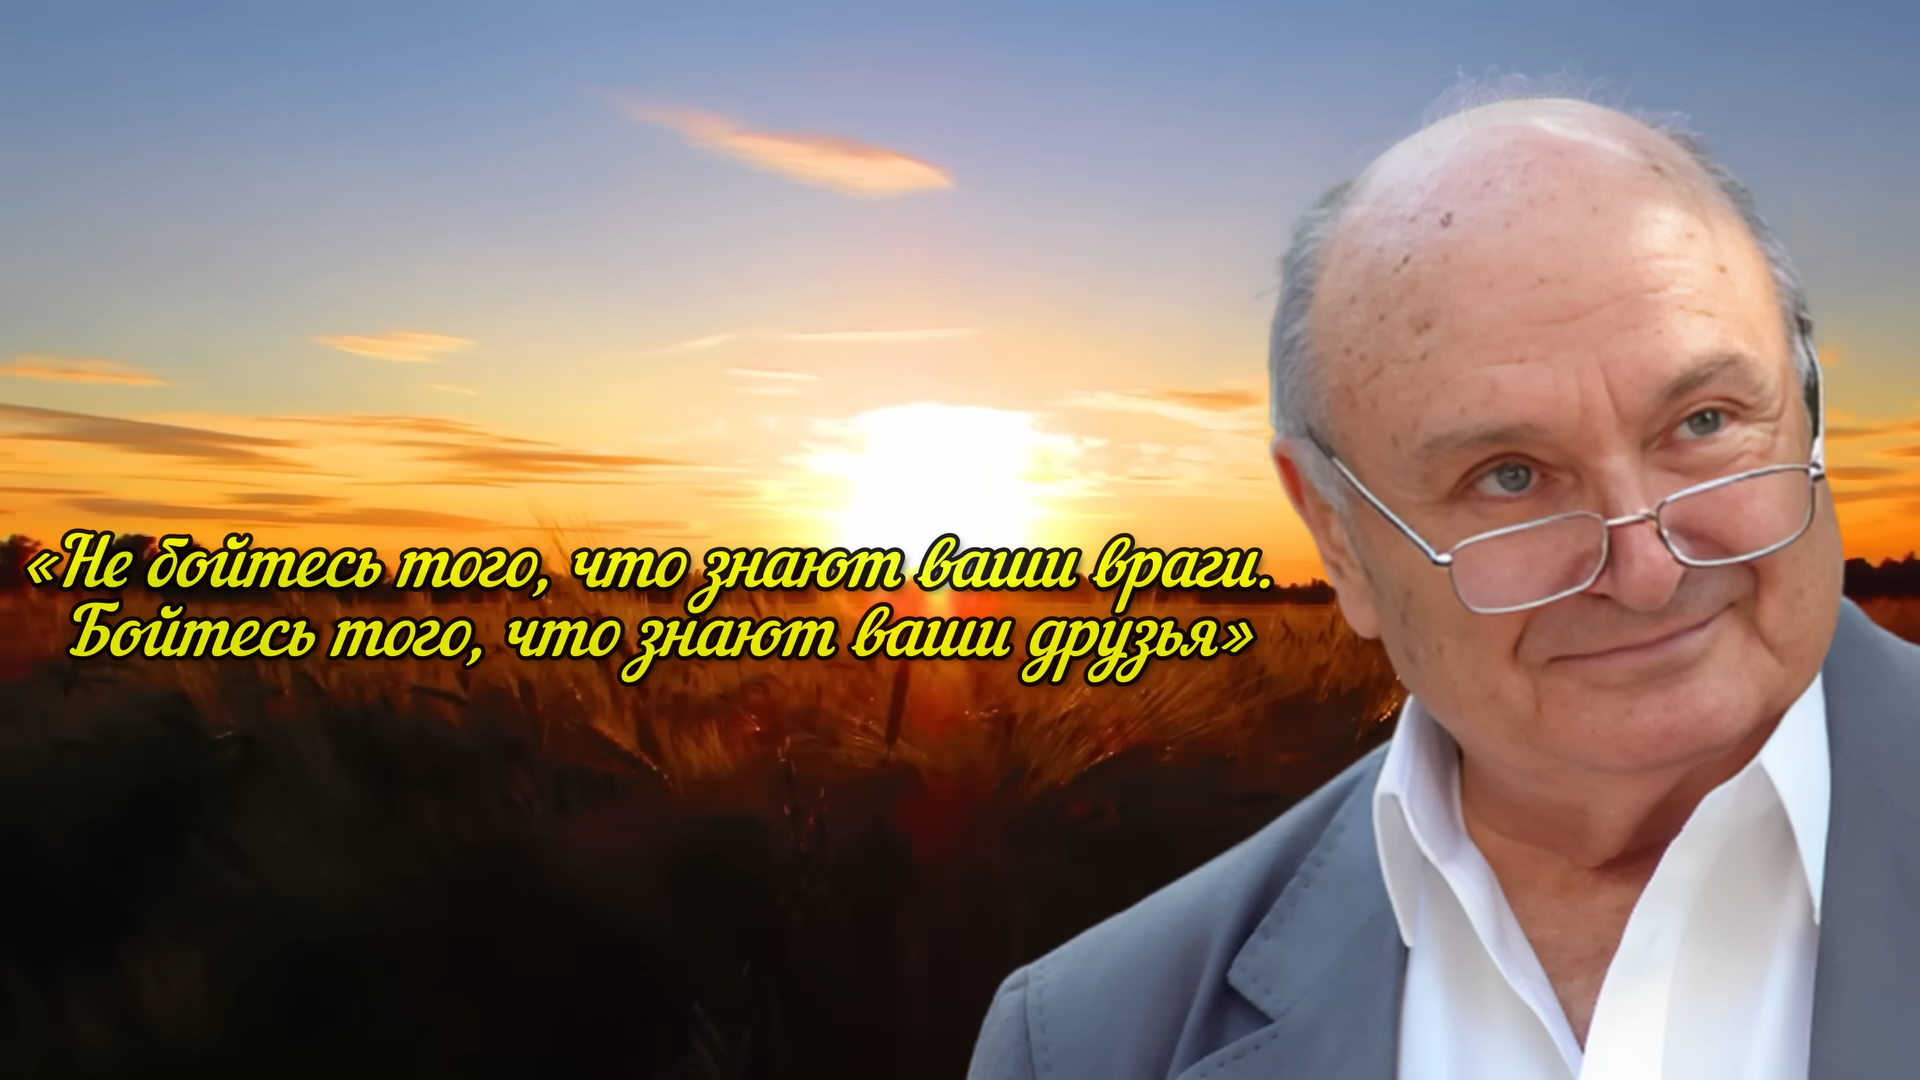 «Не бойтесь того, что знают ваши враги.
Бойтесь того, что знают ваши друзья»